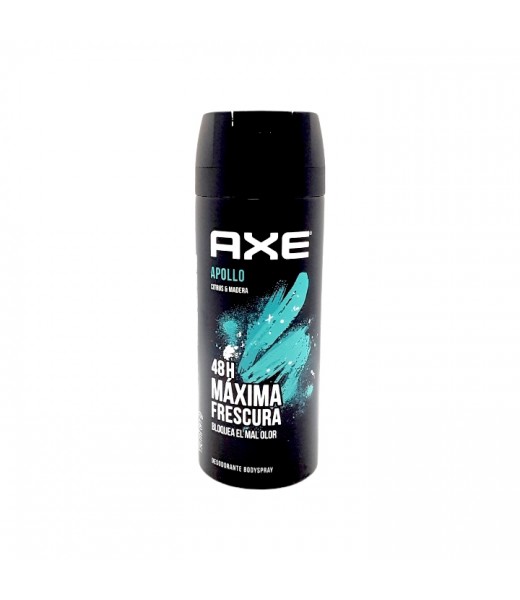 AXE
APOLLO
CITRUS & MADERA
48H
MÁXIMA
FRESCURA
BLOQUEA EL MAL OLOR
DESODORANTE BODYSPRAY